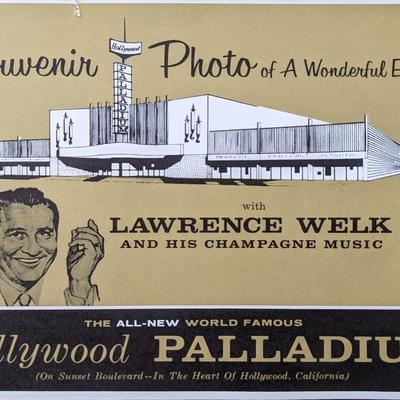 uvenir Photo of A Wonderful E
Hollywood
PALLADIUM
with
LAWRENCE WELK
AND HIS CHAMPAGNE MUSIC
THE ALL-NEW WORLD FAMOUS
llywood PALLADIU
(On Sunset Boulevard--In The Heart Of Hollywood, California)